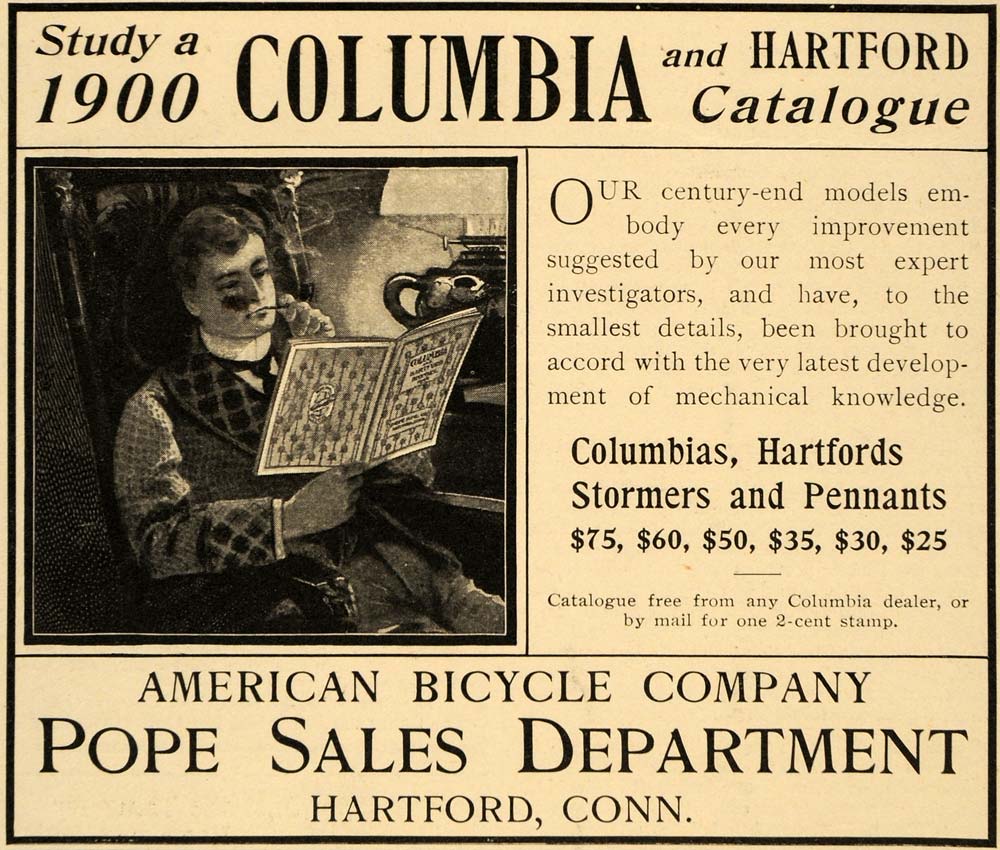 Study a
1900
COLUMBIA
and HARTFORD
Catalogue
COLUMBIA
OUR century-end models em-
body every improvement
suggested by our most expert
investigators, and have, to the
smallest details, been brought to
accord with the very latest develop-
ment of mechanical knowledge.
Columbias, Hartfords
Stormers and Pennants
$75, $60, $50, $35, $30, $25
Catalogue free from any Columbia dealer, or
by mail for one 2-cent stamp.
AMERICAN BICYCLE COMPANY
POPE SALES DEPARTMENT
HARTFORD, CONN.